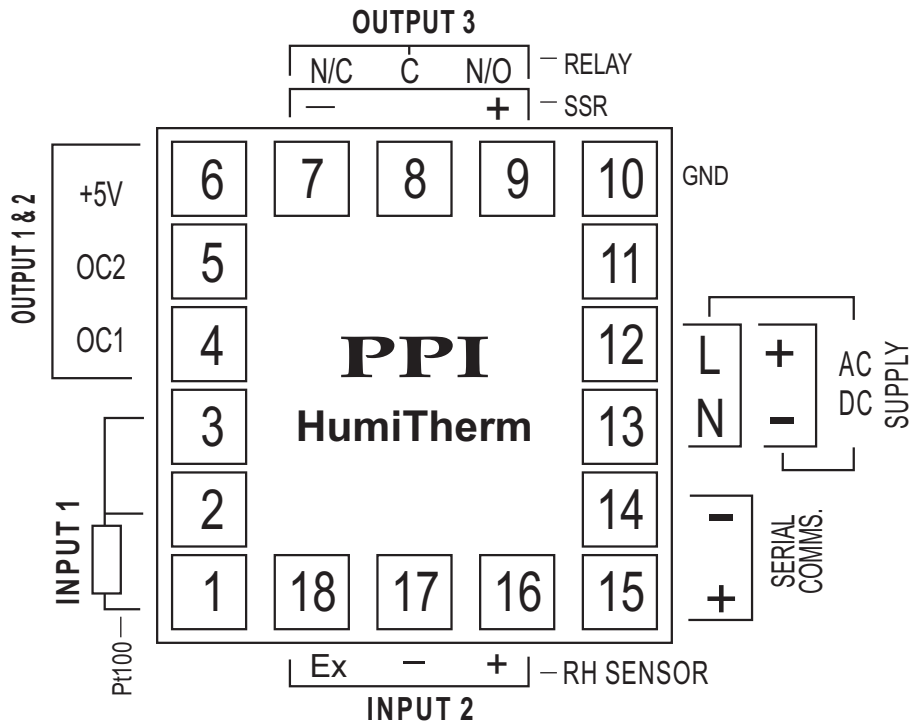 OUTPUT 3
N/C C N/O RELAY
— + SSR
6 7 8 9 10 GND
OUTPUT 1 & 2
+5V
OC2
OC1
5
4
3
2
1
11
12
13
14
15
PPI
HumiTherm
L + AC
N - DC
SUPPLY
- 
+
SERIAL
COMMS.
INPUT 1
Pt100
18 17 16
Ex - + RH SENSOR
INPUT 2